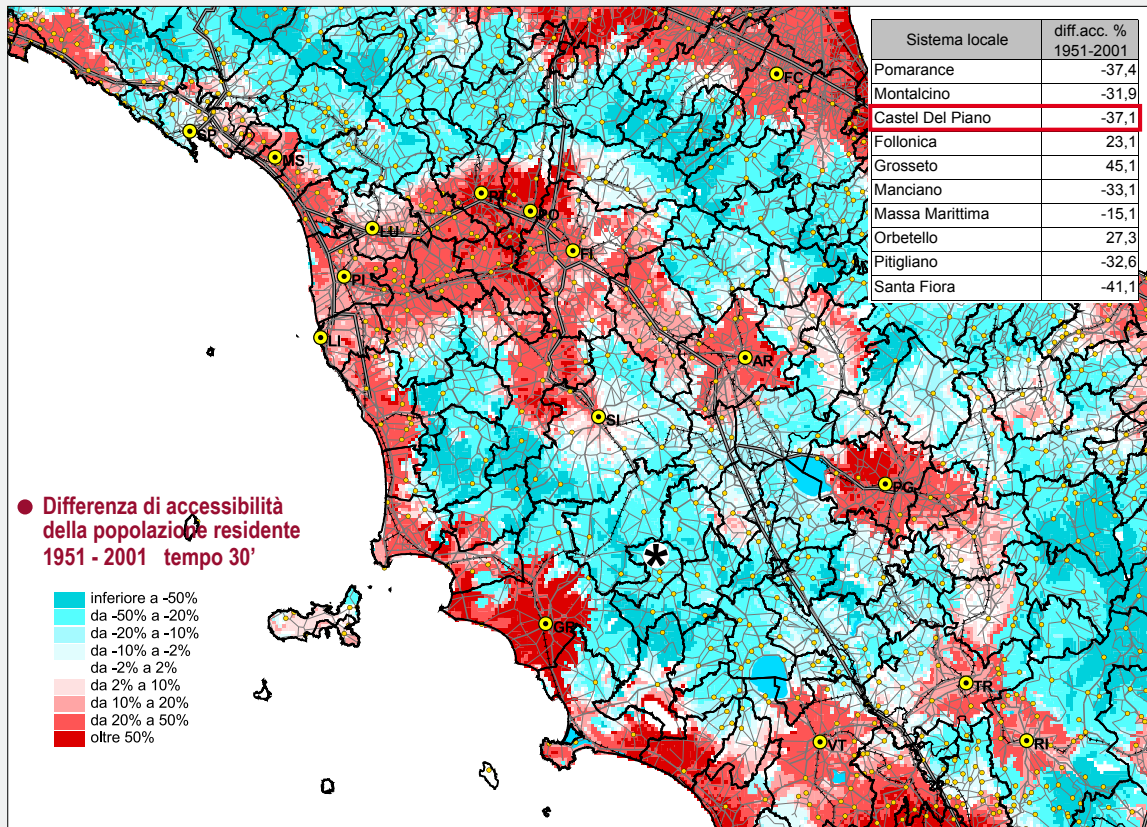 Sistema locale diff.acc. % 1951-2001
Pomarance -37,4
Montalcino -31,9
Castel Del Piano -37,1
Follonica 23,1
Grosseto 45,1
Manciano -33,1
Massa Marittima -15,1
Orbetello 27,3
Pitigliano -32,6
Santa Fiora -41,1
FC
SP
MS
PT
PO
LU
FI
PI
LI
AR
SI
PG
● Differenza di accessibilità
della popolazione residente
1951 - 2001 tempo 30'
*
inferiore a -50%
da -50% a -20%
da -20% a -10%
da -10% a -2%
da -2% a 2%
da 2% a 10%
da 10% a 20%
da 20% a 50%
oltre 50%
GR
TR
VT
RI